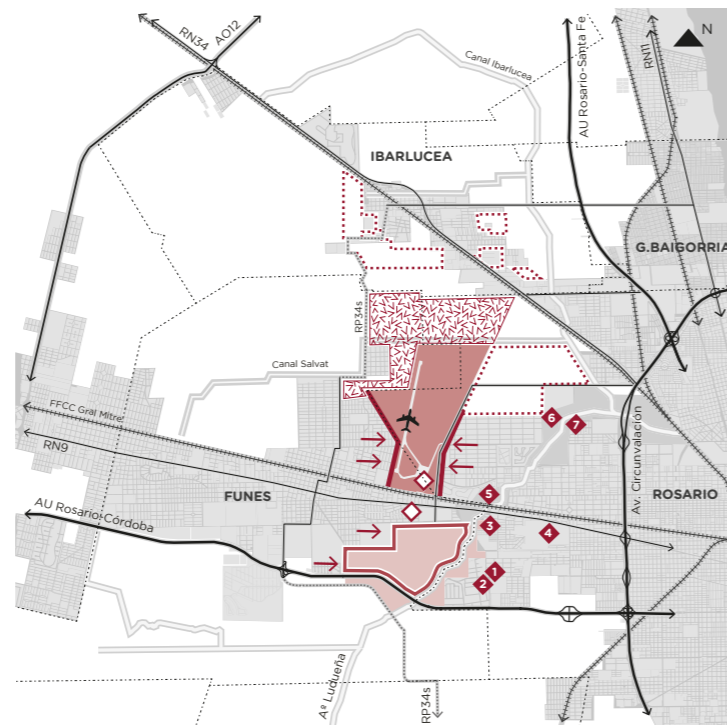 RN34
AO12
N
AU Rosario-Santa Fe
RN11
Canal Ibarlucea
IBARLUCEA
G.BAIGORRIA
RP34s
Canal Salvat
FFCC Gral Mitre
RN9
6
7
Av. Circunvalación
FUNES
5
ROSARIO
AU Rosario-Córdoba
3
4
1
2
Aº Ludueña
RP34s